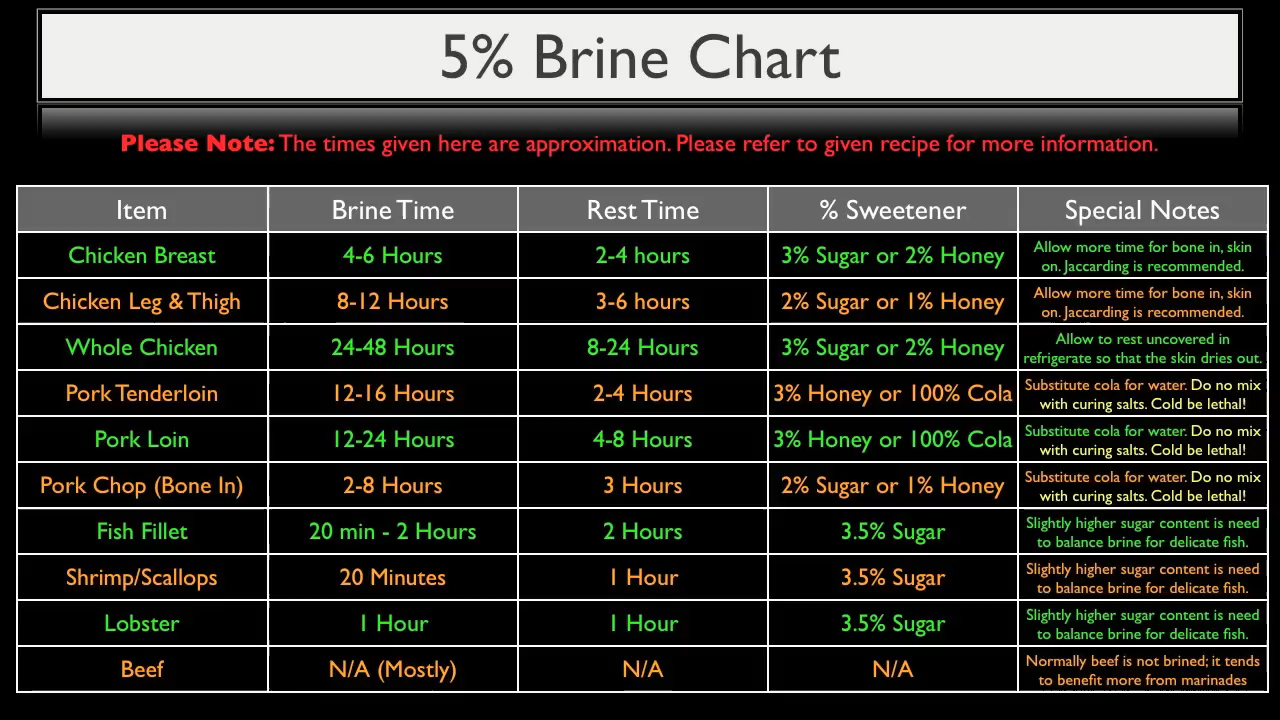 5% Brine Chart
Please Note: The times given here are approximation. Please refer to given recipe for more information.
Item Brine Time Rest Time % Sweetener Special Notes
Chicken Breast 4-6 Hours 2-4 hours 3% Sugar or 2% Honey Allow more time for bone in, skin
on. Jaccarding is recommended.
Chicken Leg & Thigh 8-12 Hours 3-6 hours 2% Sugar or 1% Honey Allow more time for bone in, skin
on. Jaccarding is recommended.
Whole Chicken 24-48 Hours 8-24 Hours 3% Sugar or 2% Honey Allow to rest uncovered in
refrigerate so that the skin dries out.
Pork Tenderloin 12-16 Hours 2-4 Hours 3% Honey or 100% Cola Substitute cola for water. Do no mix
with curing salts. Cold be lethal!
Pork Loin 12-24 Hours 4-8 Hours 3% Honey or 100% Cola Substitute cola for water. Do no mix
with curing salts. Cold be lethal!
Pork Chop (Bone In) 2-8 Hours 3 Hours 2% Sugar or 1% Honey Substitute cola for water. Do no mix
with curing salts. Cold be lethal!
Fish Fillet 20 min - 2 Hours 2 Hours 3.5% Sugar Slightly higher sugar content is need
to balance brine for delicate fish.
Shrimp/Scallops 20 Minutes 1 Hour 3.5% Sugar Slightly higher sugar content is need
to balance brine for delicate fish.
Lobster 1 Hour 1 Hour 3.5% Sugar Slightly higher sugar content is need
to balance brine for delicate fish.
Beef N/A (Mostly) N/A N/A Normally beef is not brined; it tends
to benefit more from marinades